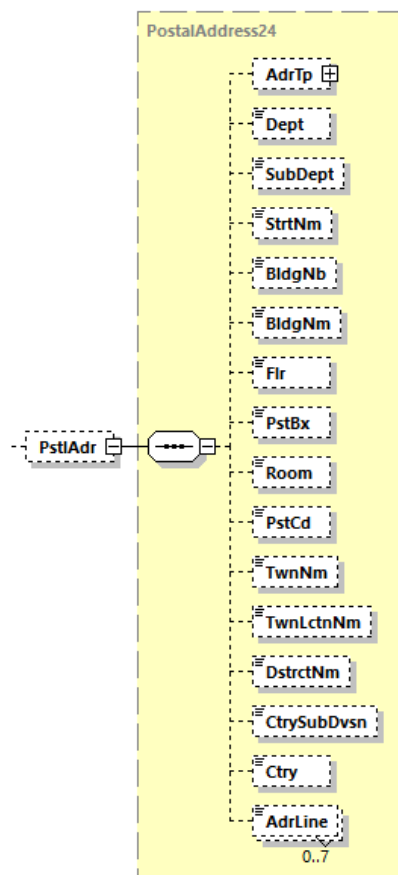 PostalAddress24
AdrTp
Dept
SubDept
StrtNm
BldgNb
BldgNm
Flr
PstlAdr
PstBx
Room
PstCd
TwnNm
TwnLctnNm
DstrctNm
CtrySubDvsn
Ctry
AdrLine
0..7